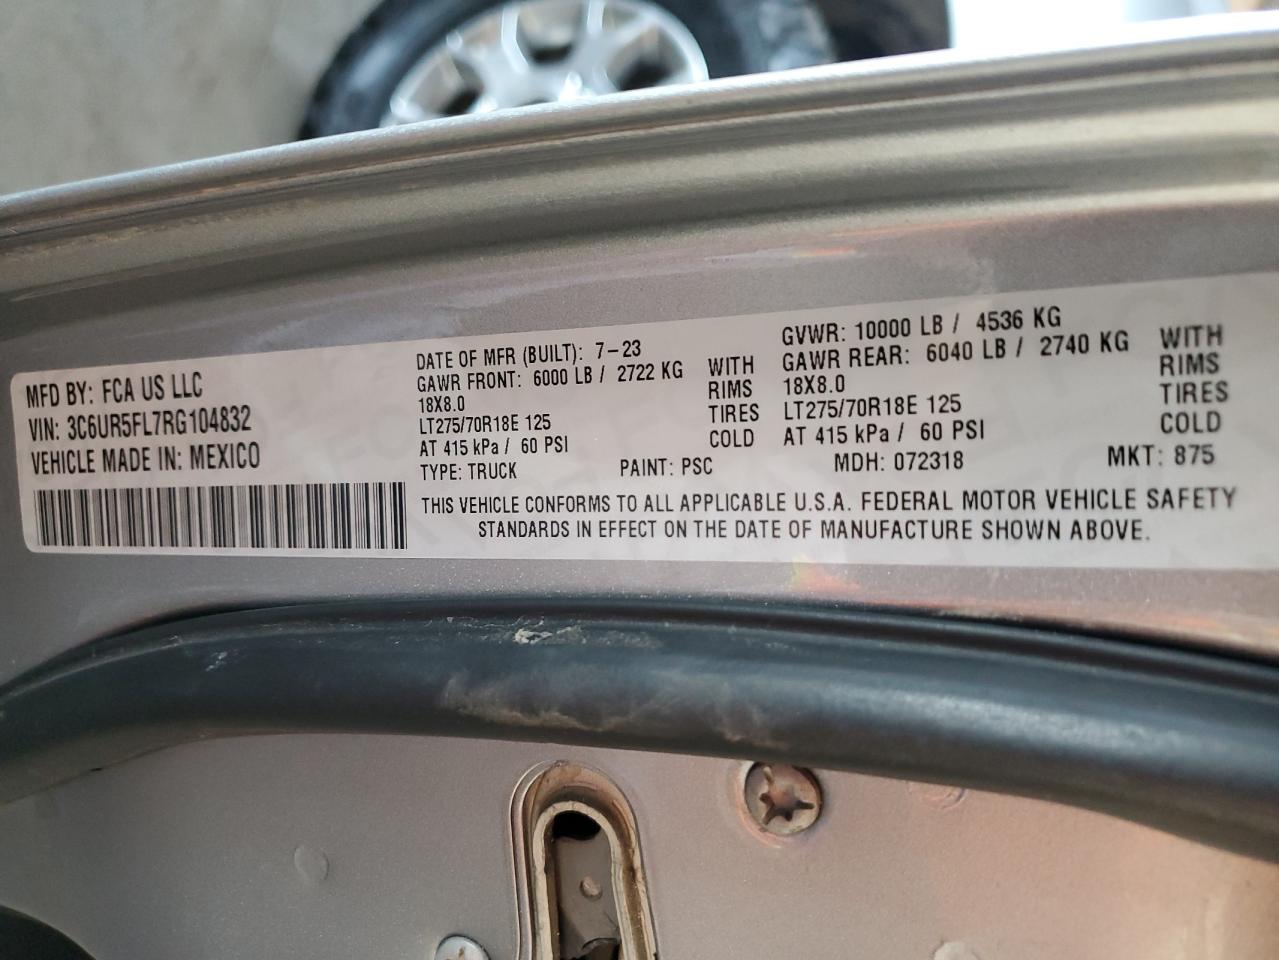 MFD BY: FCA US LLC
VIN: 3C6UR5FL7RG104832
VEHICLE MADE IN: MEXICO
DATE OF MFR (BUILT): 7-23
GAWR FRONT: 6000 LB / 2722 KG WITH
18X8.0 RIMS
LT275/70R18E 125 TIRES
AT 415 kPa / 60 PSI COLD
TYPE: TRUCK
GVWR: 10000 LB / 4536 KG
GAWR REAR: 6040 LB / 2740 KG WITH
18X8.0 RIMS
LT275/70R18E 125 TIRES
AT 415 kPa / 60 PSI COLD
PAINT: PSC MDH: 072318 MKT: 875
THIS VEHICLE CONFORMS TO ALL APPLICABLE U.S.A. FEDERAL MOTOR VEHICLE SAFETY
STANDARDS IN EFFECT ON THE DATE OF MANUFACTURE SHOWN ABOVE.